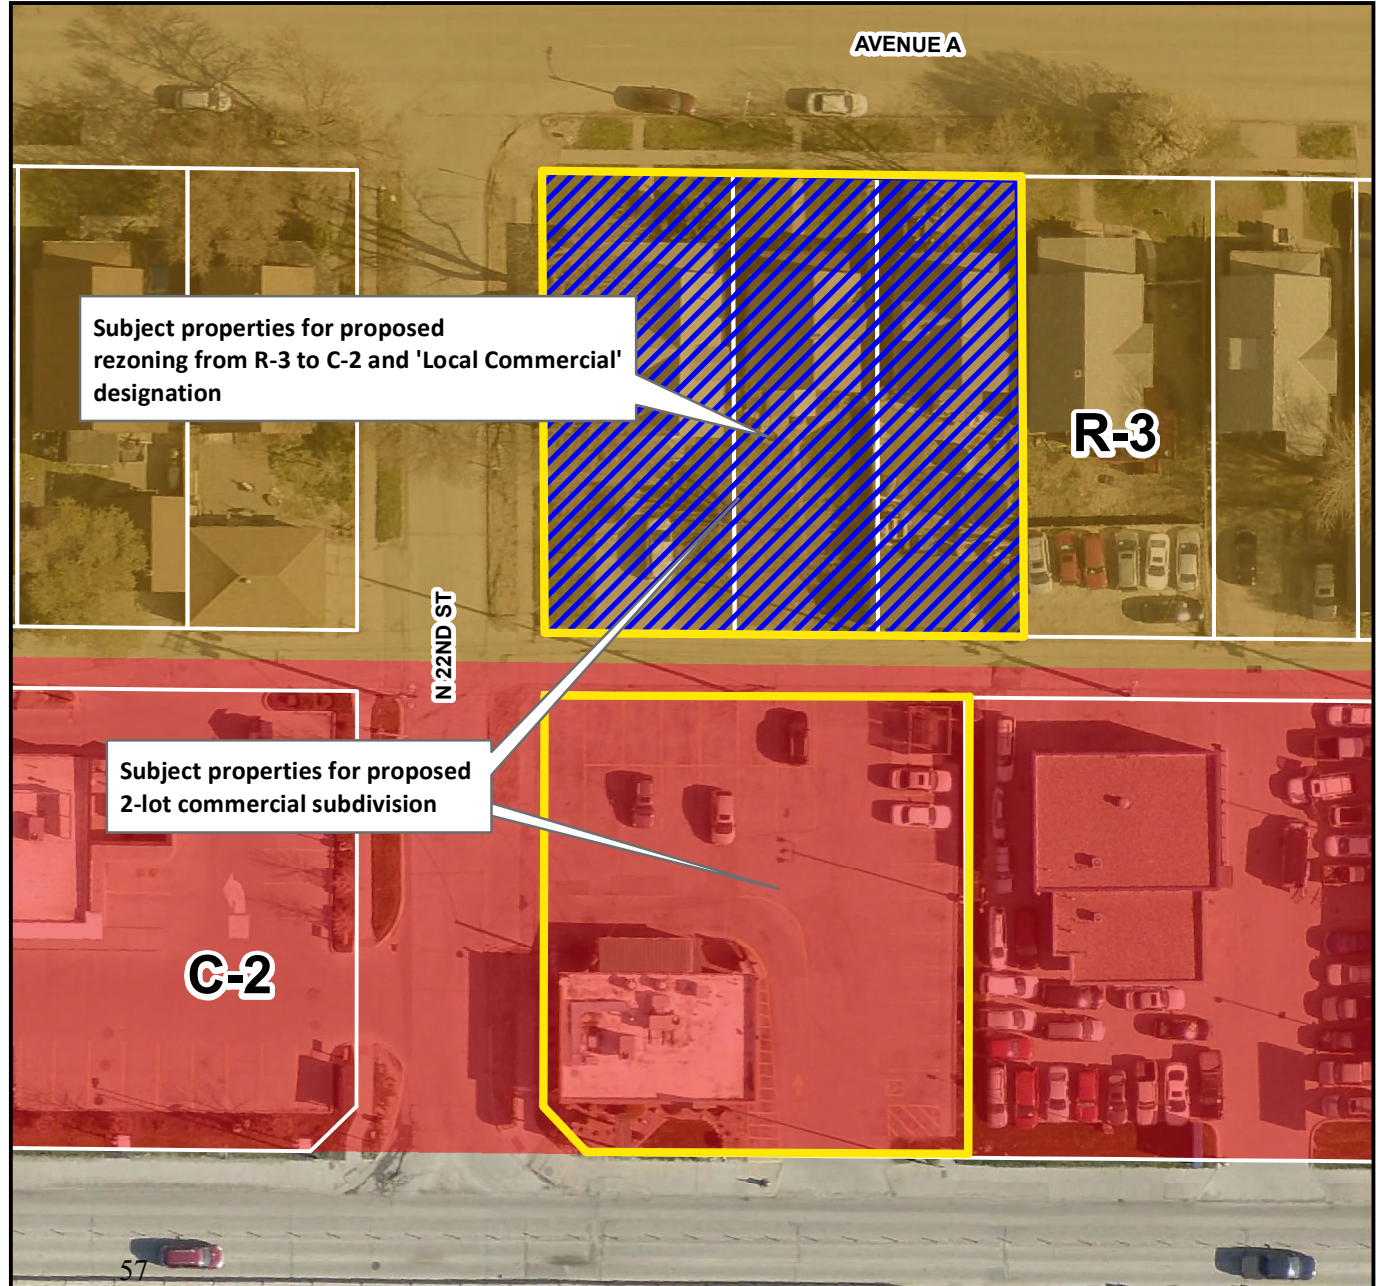 AVENUE A
Subject properties for proposed
rezoning from R-3 to C-2 and 'Local Commercial'
designation
R-3
N 22ND ST
Subject properties for proposed
2-lot commercial subdivision
C-2
57